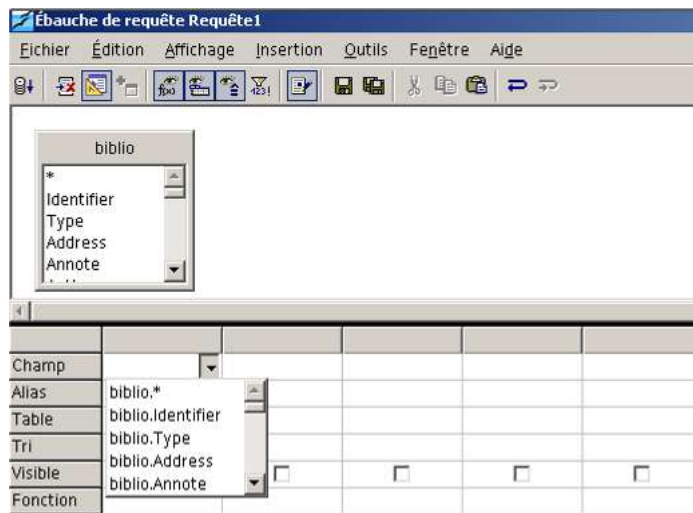 Ébauche de requête Requête1
Fichier Édition Affichage Insertion Outils Fenêtre Aide
biblio
*
Identifier
Type
Address
Annote
Champ
Alias
Table
Tri
Visible
Fonction
biblio.*
biblio.Identifier
biblio.Type
biblio.Address
biblio.Annote